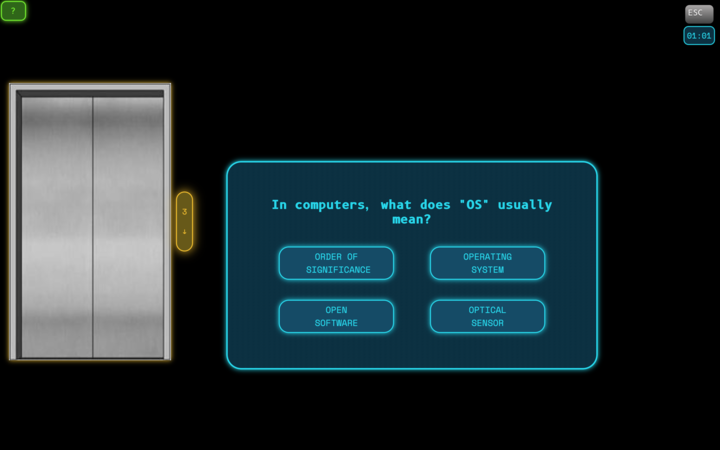 ?
ESC
01:01
3
↓
In computers, what does "OS" usually
mean?
ORDER OF
SIGNIFICANCE
OPERATING
SYSTEM
OPEN
SOFTWARE
OPTICAL
SENSOR